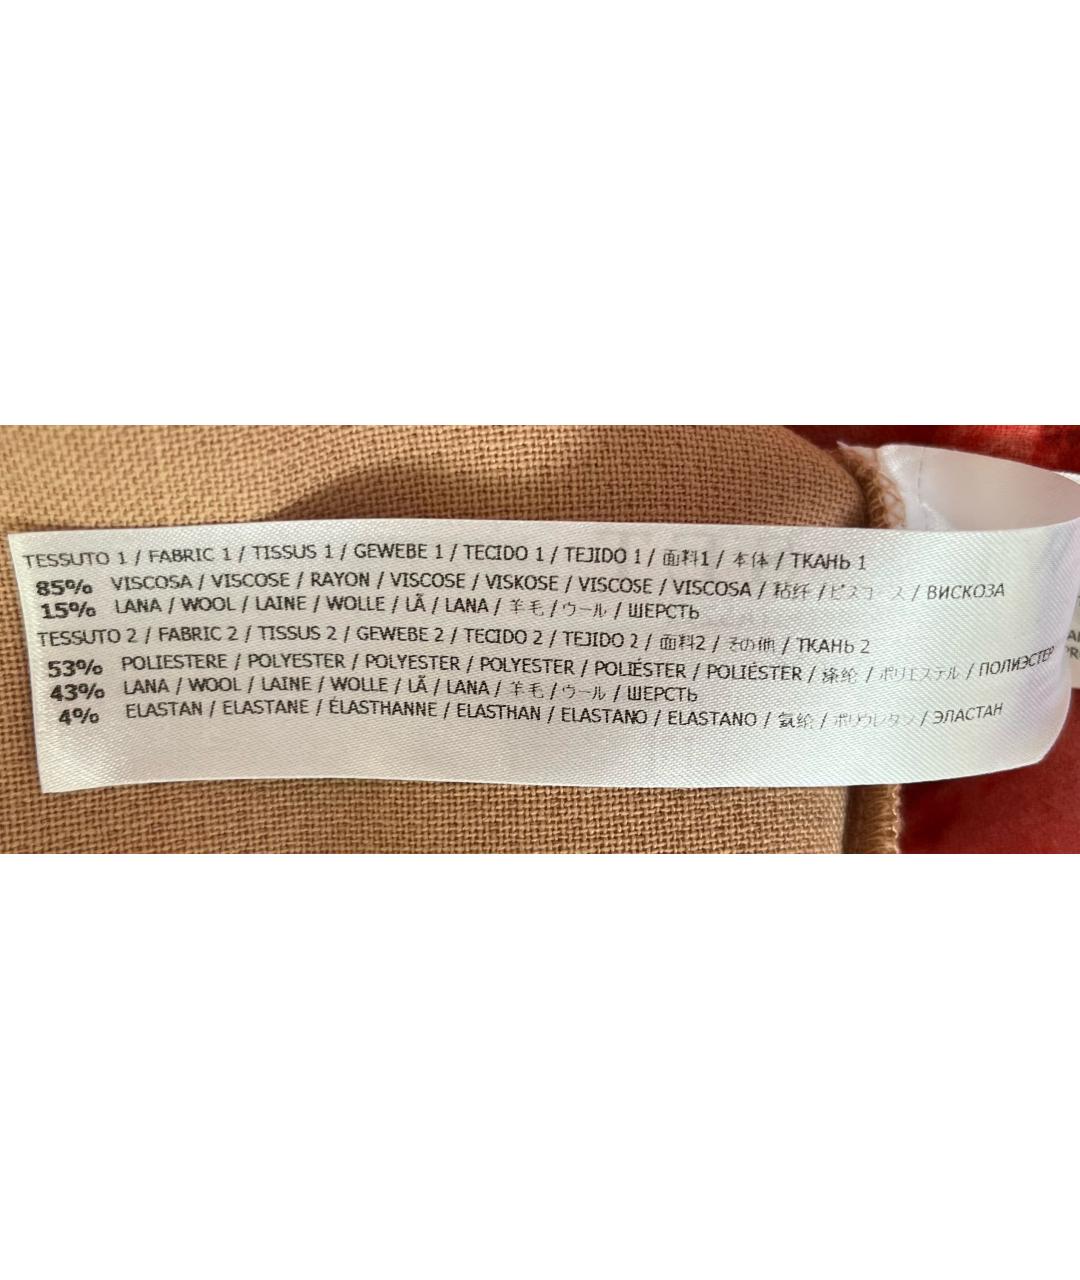 TESSUTO 1 / FABRIC 1 / TISSUS 1 / GEWEBE 1 / TECIDO 1 / TEJIDO 1 / 面料1 / 本体 / ТКАНЬ 1
85% VISCOSA / VISCOSE / RAYON / VISCOSE / VISKOSE / VISCOSE / VISCOSA / 粘纤 / ビスコース / ВИСКОЗА
15% LANA / WOOL / LAINE / WOLLE / LÃ / LANA / 羊毛 / ウール / ШЕРСТЬ
TESSUTO 2 / FABRIC 2 / TISSUS 2 / GEWEBE 2 / TECIDO 2 / TEJIDO 2 / 面料2 / その他 / ТКАНЬ 2
53% POLIESTERE / POLYESTER / POLYESTER / POLYESTER / POLIÉSTER / POLIÉSTER / 涤纶 / ポリエステル / ПОЛИЭСТЕР
43% LANA / WOOL / LAINE / WOLLE / LÃ / LANA / 羊毛 / ウール / ШЕРСТЬ
4% ELASTAN / ELASTANE / ÉLASTHANNE / ELASTHAN / ELASTANO / ELASTANO / 氨纶 / ポリウレタン / ЭЛАСТАН